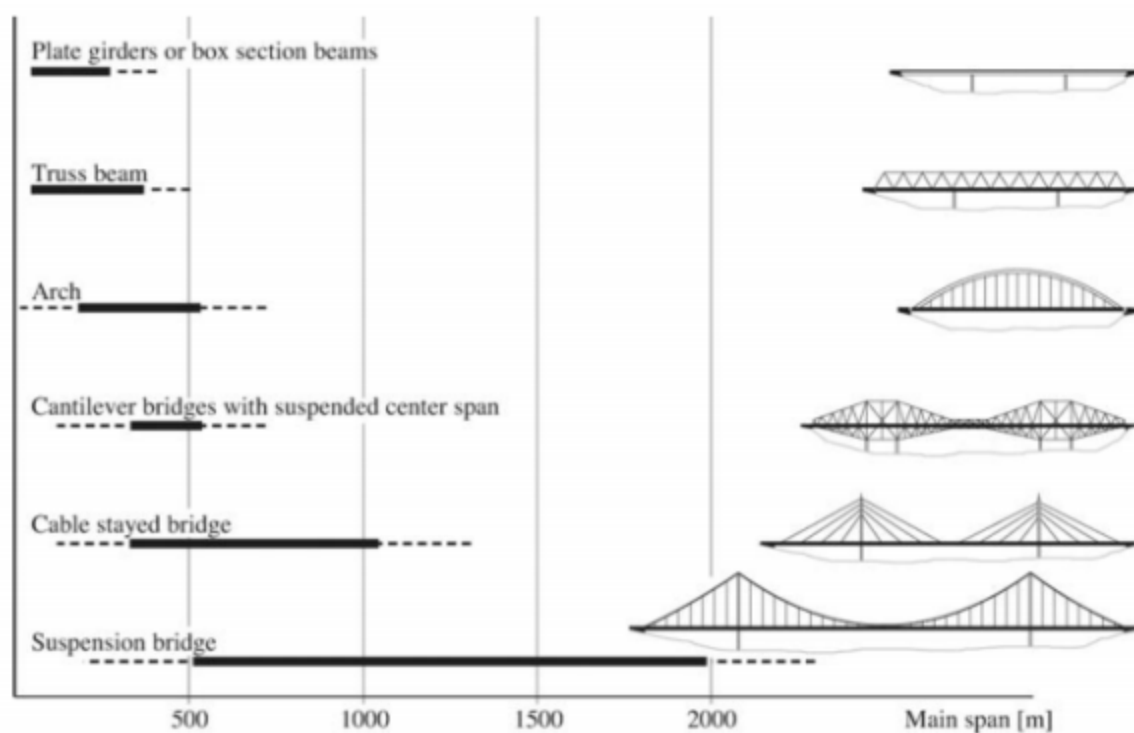 Plate girders or box section beams
Truss beam
Arch
Cantilever bridges with suspended center span
Cable stayed bridge
Suspension bridge
500 1000 1500 2000 Main span [m]